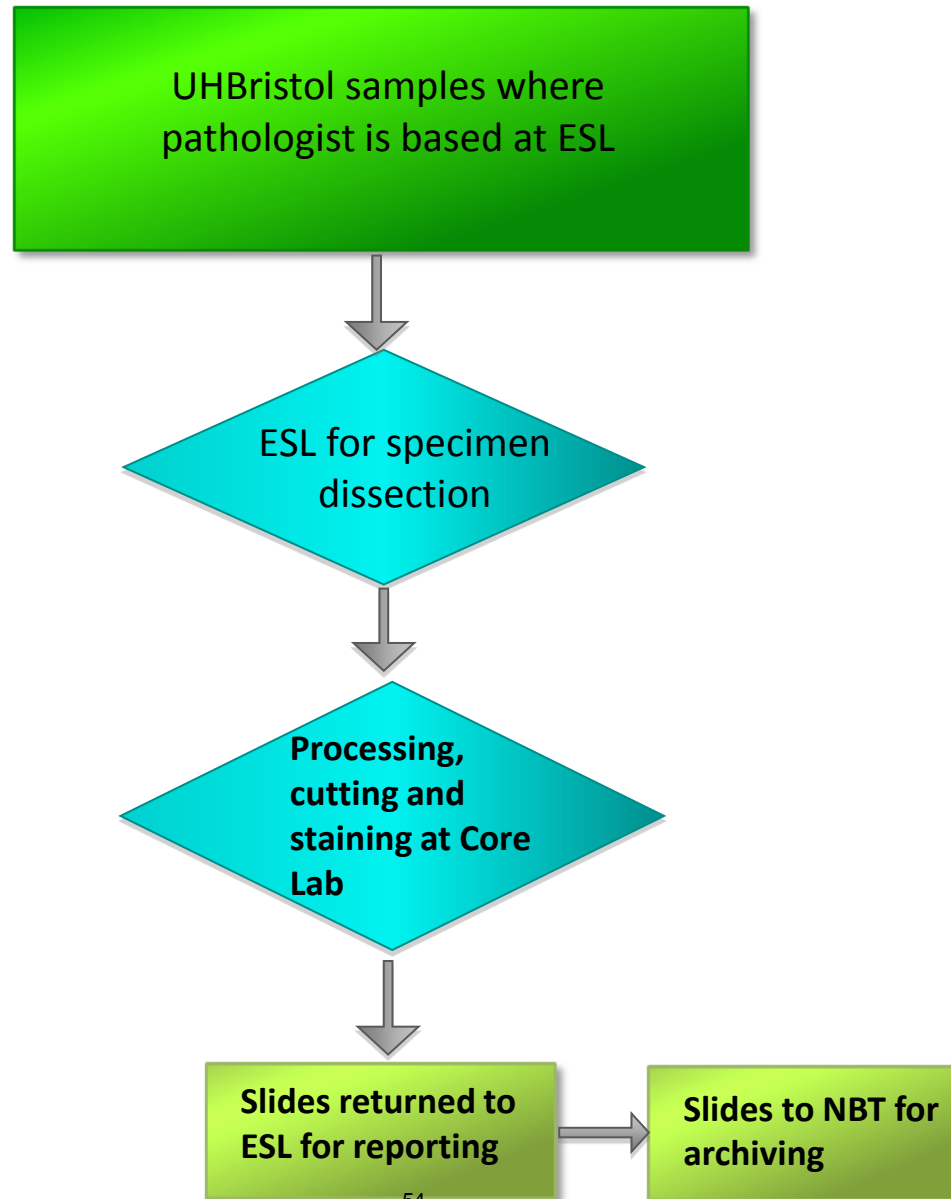 UHBristol samples where
pathologist is based at ESL
ESL for specimen
dissection
Processing,
cutting and
staining at Core
Lab
Slides returned to
ESL for reporting
Slides to NBT for
archiving
54